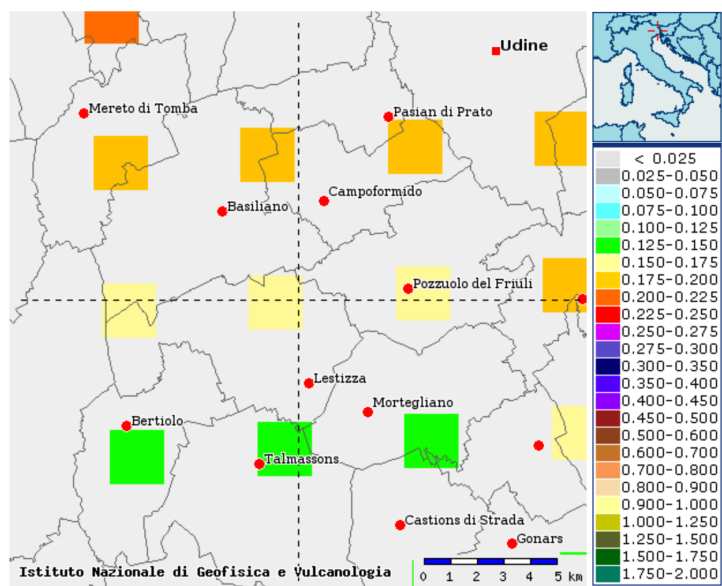 Udine
Mereto di Tomba
Pasian di Prato
Campoformido
Basiliano
Pozzuolo del Friuli
Lestizza
Mortegliano
Bertiolo
Talmassons
Castions di Strada
Gonars
Istituto Nazionale di Geofisica e Vulcanologia
0 1 2 3 4 5 km
< 0.025
0.025-0.050
0.050-0.075
0.075-0.100
0.100-0.125
0.125-0.150
0.150-0.175
0.175-0.200
0.200-0.225
0.225-0.250
0.250-0.275
0.275-0.300
0.300-0.350
0.350-0.400
0.400-0.450
0.450-0.500
0.500-0.600
0.600-0.700
0.700-0.800
0.800-0.900
0.900-1.000
1.000-1.250
1.250-1.500
1.500-1.750
1.750-2.000